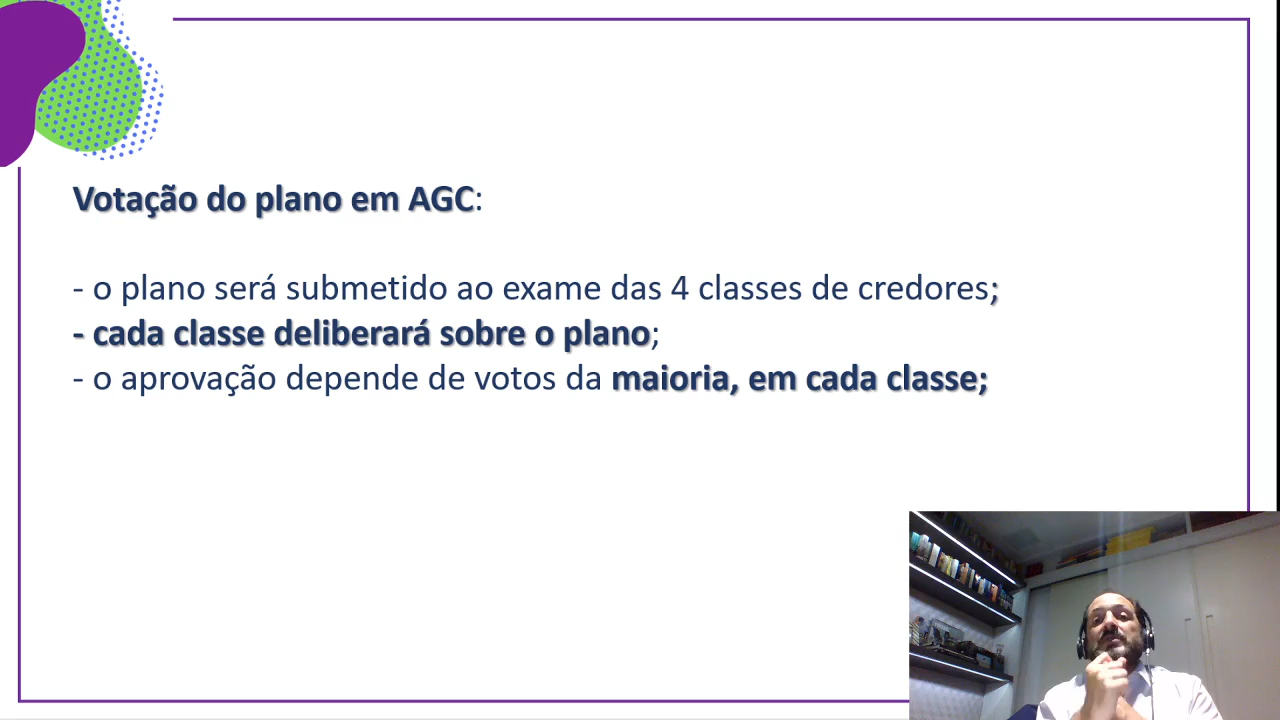 Votação do plano em AGC:
- o plano será submetido ao exame das 4 classes de credores;
- cada classe deliberará sobre o plano;
- o aprovação depende de votos da maioria, em cada classe;